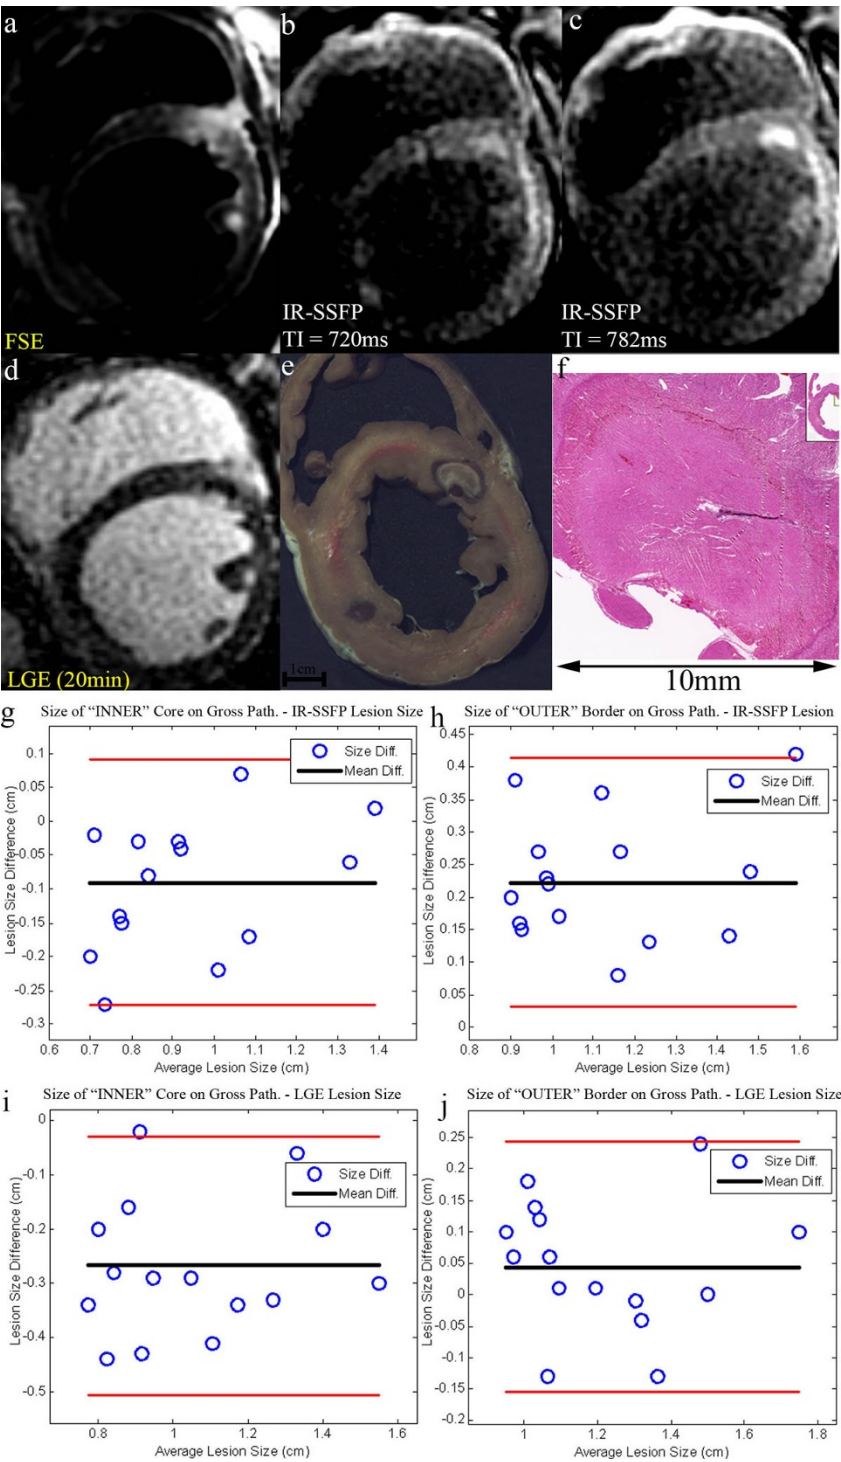 a
b
c
FSE
IR-SSFP
TI = 720ms
IR-SSFP
TI = 782ms
d
e
f
LGE (20min)
1cm
10mm
g
Size of “INNER” Core on Gross Path. - IR-SSFP Lesion Size
Lesion Size Difference (cm)
0.1
0.05
0
-0.05
-0.1
-0.15
-0.2
-0.25
-0.3
Size Diff.
Mean Diff.
0.6 0.7 0.8 0.9 1 1.1 1.2 1.3 1.4
Average Lesion Size (cm)
h
Size of “OUTER” Border on Gross Path. - IR-SSFP Lesion
Lesion Size Difference (cm)
0.45
0.4
0.35
0.3
0.25
0.2
0.15
0.1
0.05
0
Size Diff.
Mean Diff.
0.8 0.9 1 1.1 1.2 1.3 1.4 1.5 1.6
Average Lesion Size (cm)
i
Size of “INNER” Core on Gross Path. - LGE Lesion Size
Lesion Size Difference (cm)
0
-0.1
-0.2
-0.3
-0.4
-0.5
Size Diff.
Mean Diff.
0.8 1 1.2 1.4 1.6
Average Lesion Size (cm)
j
Size of “OUTER” Border on Gross Path. - LGE Lesion Size
Lesion Size Difference (cm)
0.25
0.2
0.15
0.1
0.05
0
-0.05
-0.1
-0.15
-0.2
Size Diff.
Mean Diff.
1 1.2 1.4 1.6 1.8
Average Lesion Size (cm)